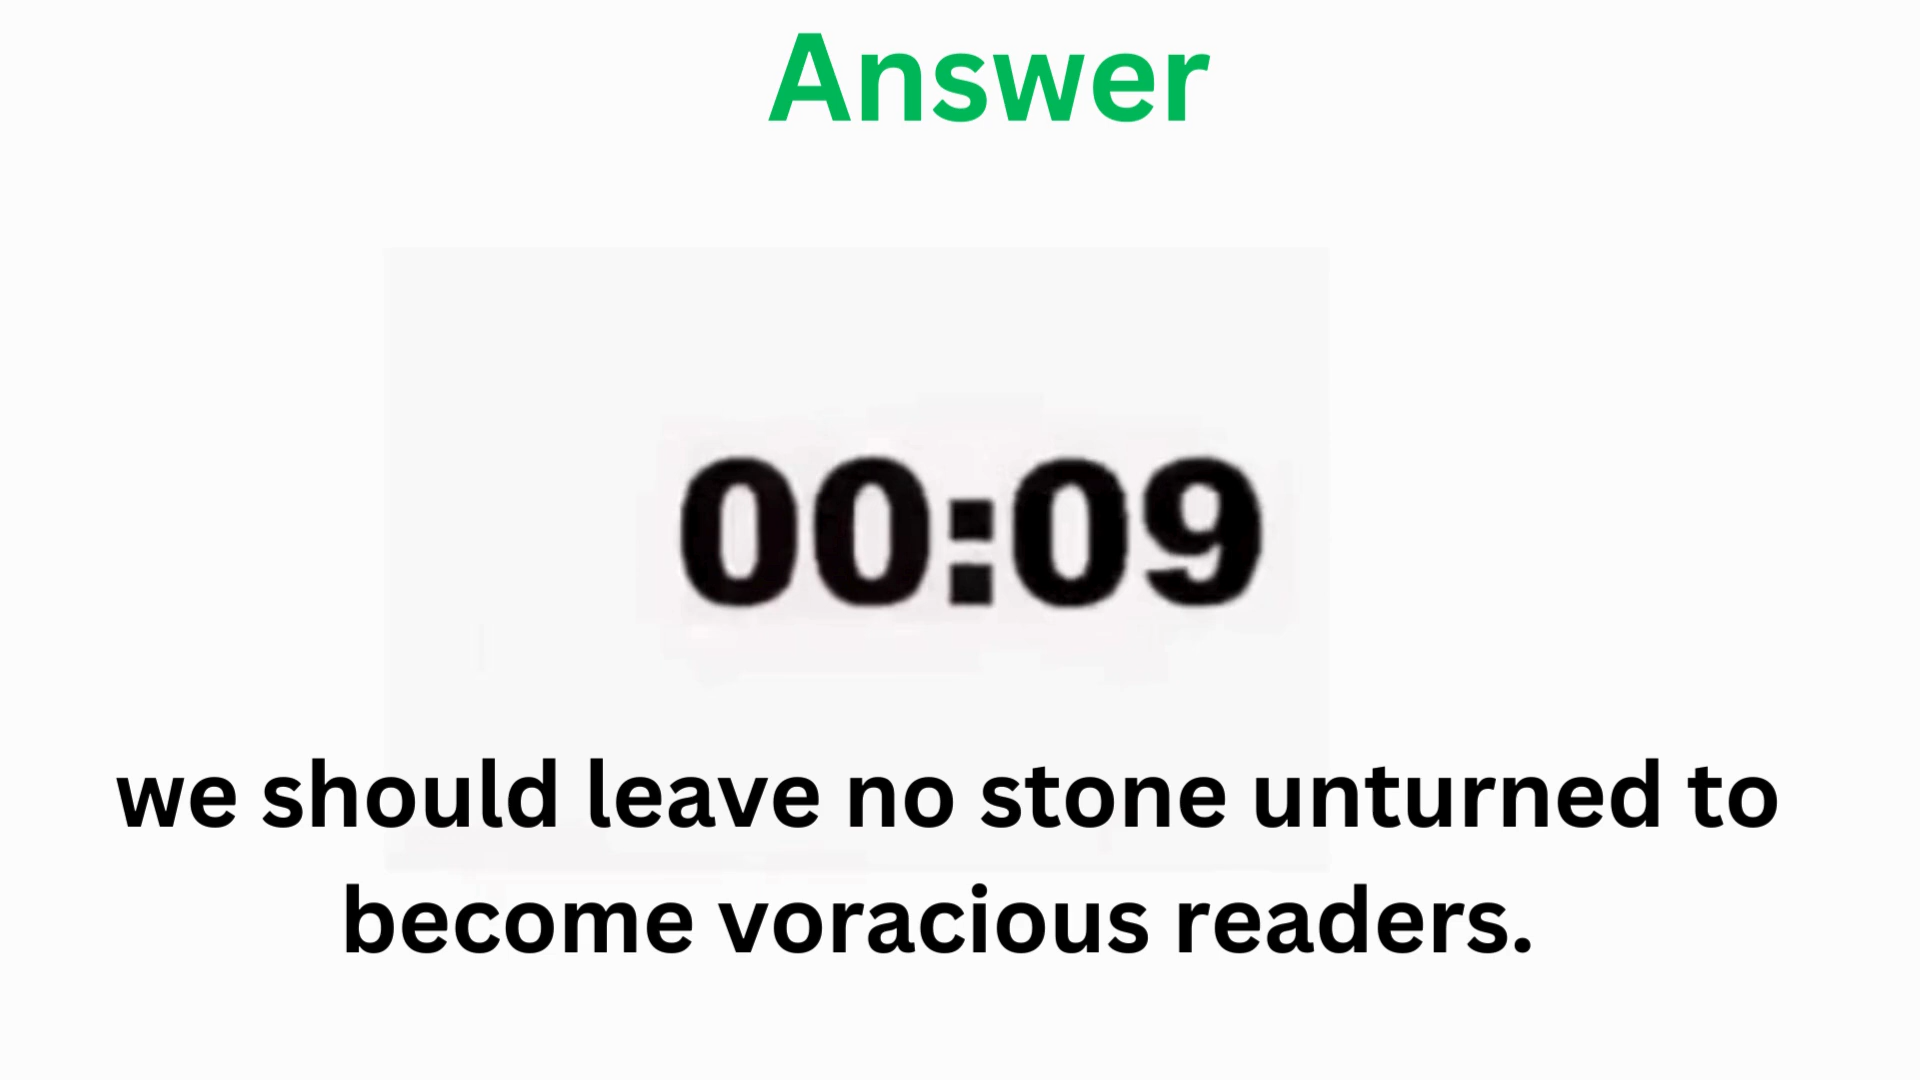 Answer
00:09
we should leave no stone unturned to
become voracious readers.